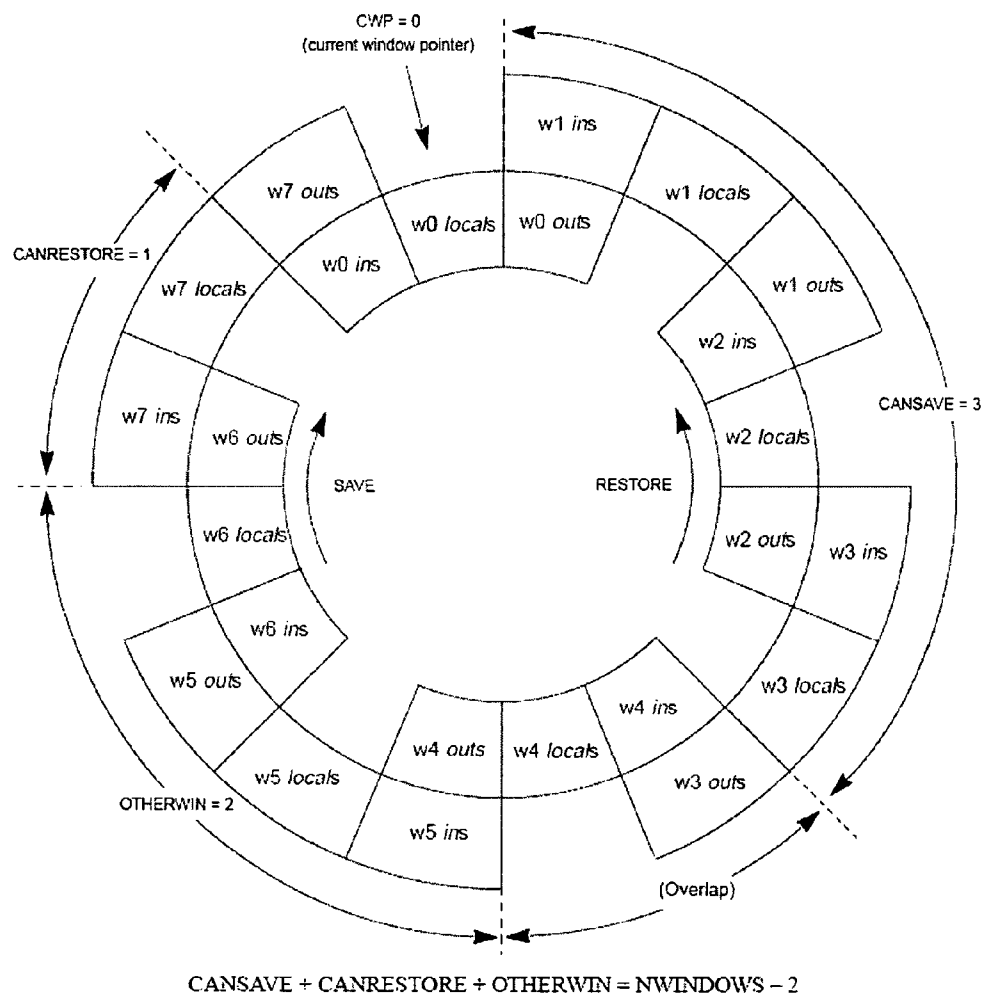 CWP = 0
(current window pointer)
w1 ins
w7 outs
w1 locals
w0 locals
w0 outs
CANRESTORE = 1
w0 ins
w7 locals
w1 outs
w2 ins
w7 ins
w6 outs
w2 locals
CANSAVE = 3
SAVE
RESTORE
w6 locals
w2 outs
w3 ins
w6 ins
w5 outs
w3 locals
w4 ins
w5 locals
w4 outs
w4 locals
w3 outs
OTHERWIN = 2
w5 ins
(Overlap)
CANSAVE + CANRESTORE + OTHERWIN = NWINDOWS – 2